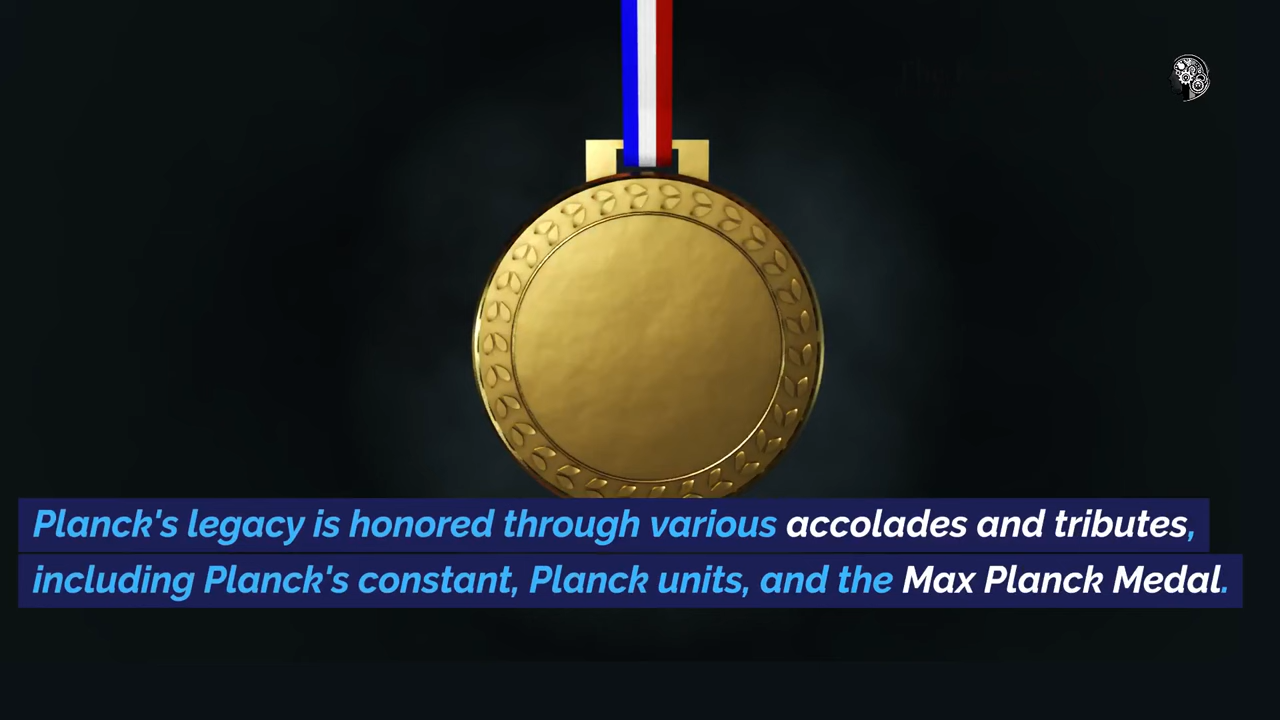 Planck's legacy is honored through various accolades and tributes,
including Planck's constant, Planck units, and the Max Planck Medal.